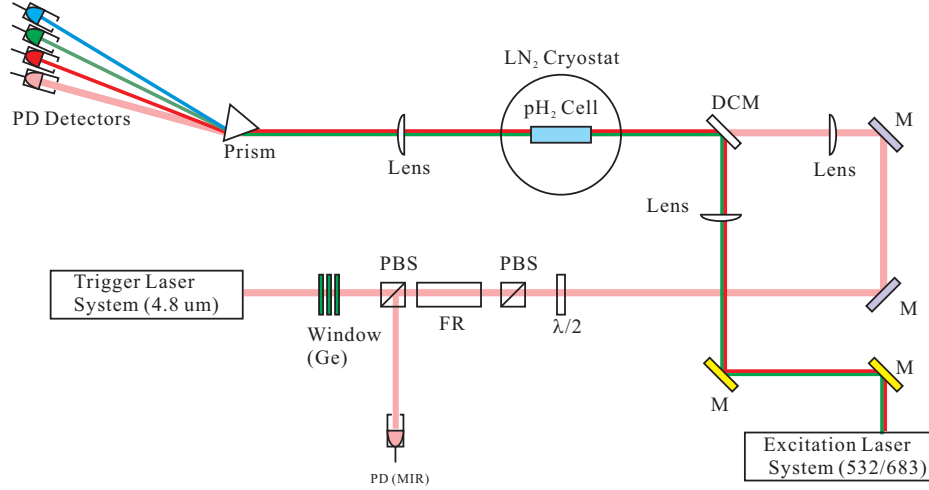 LN₂ Cryostat
pH₂ Cell
DCM
M
PD Detectors
Prism
Lens
Lens
Lens
Trigger Laser
System (4.8 um)
PBS
PBS
Window
(Ge)
FR
λ/2
M
M
M
PD (MIR)
Excitation Laser
System (532/683)